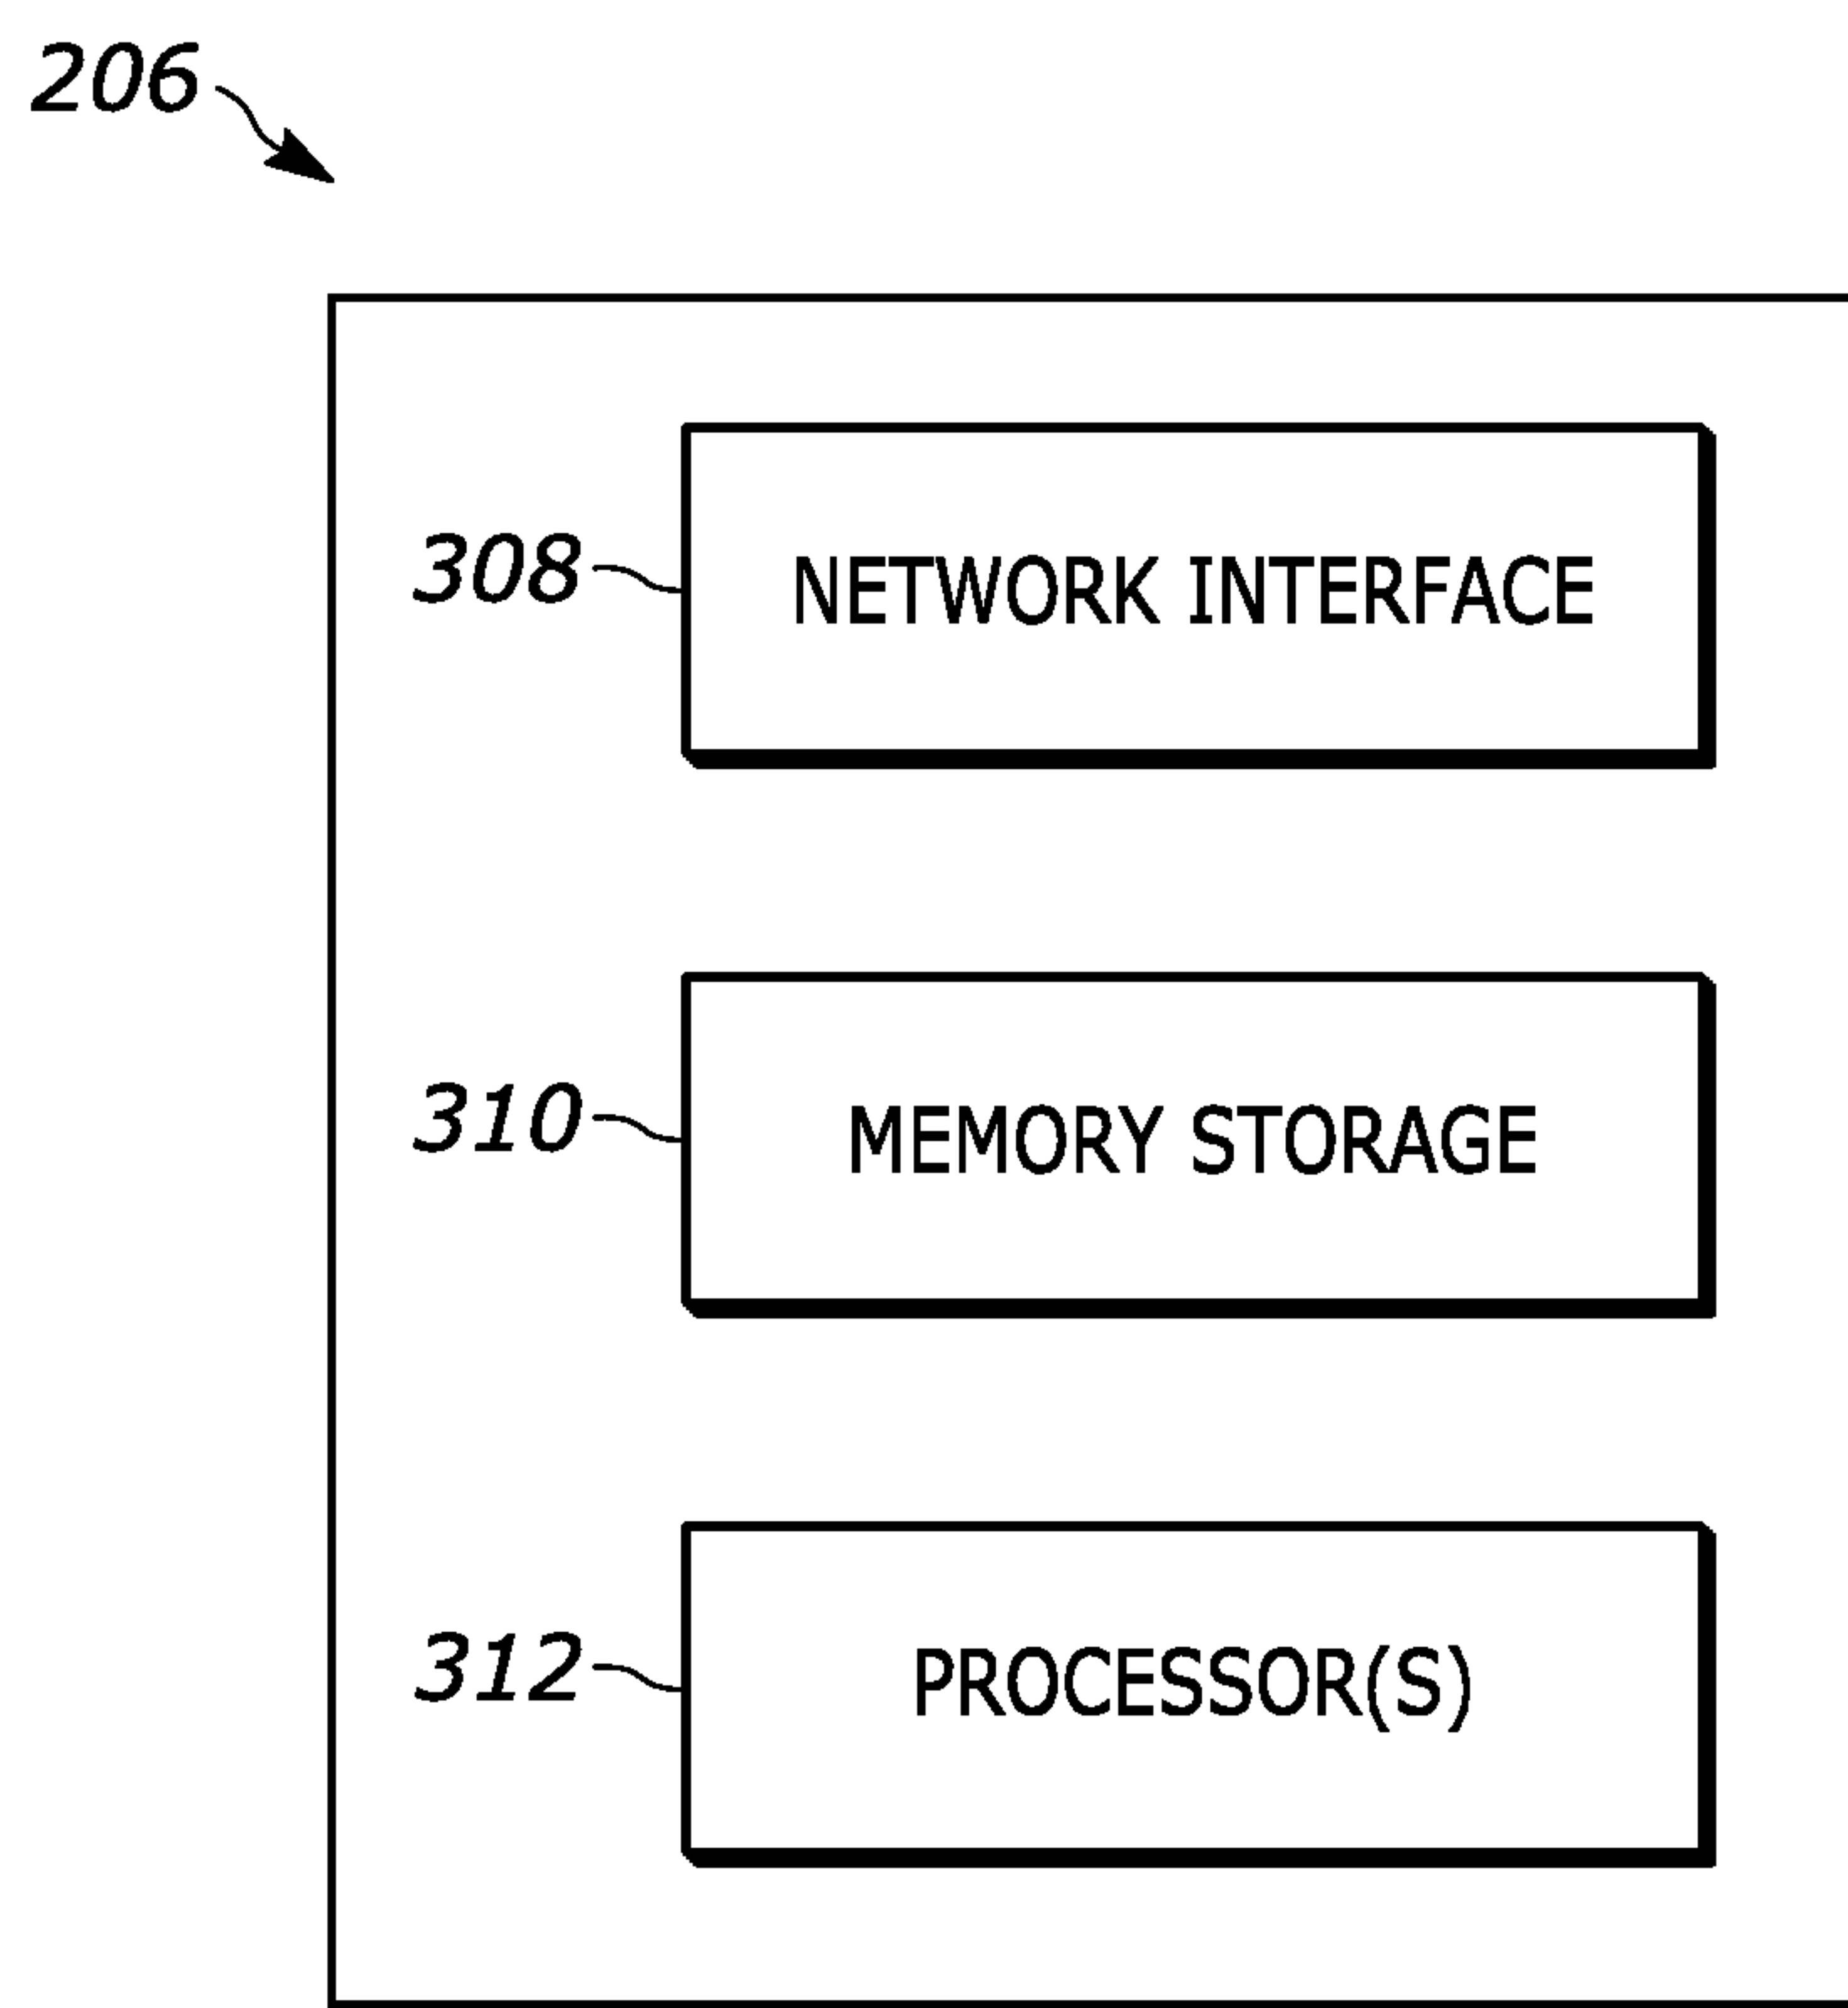 206
308 NETWORK INTERFACE
310 MEMORY STORAGE
312 PROCESSOR(S)